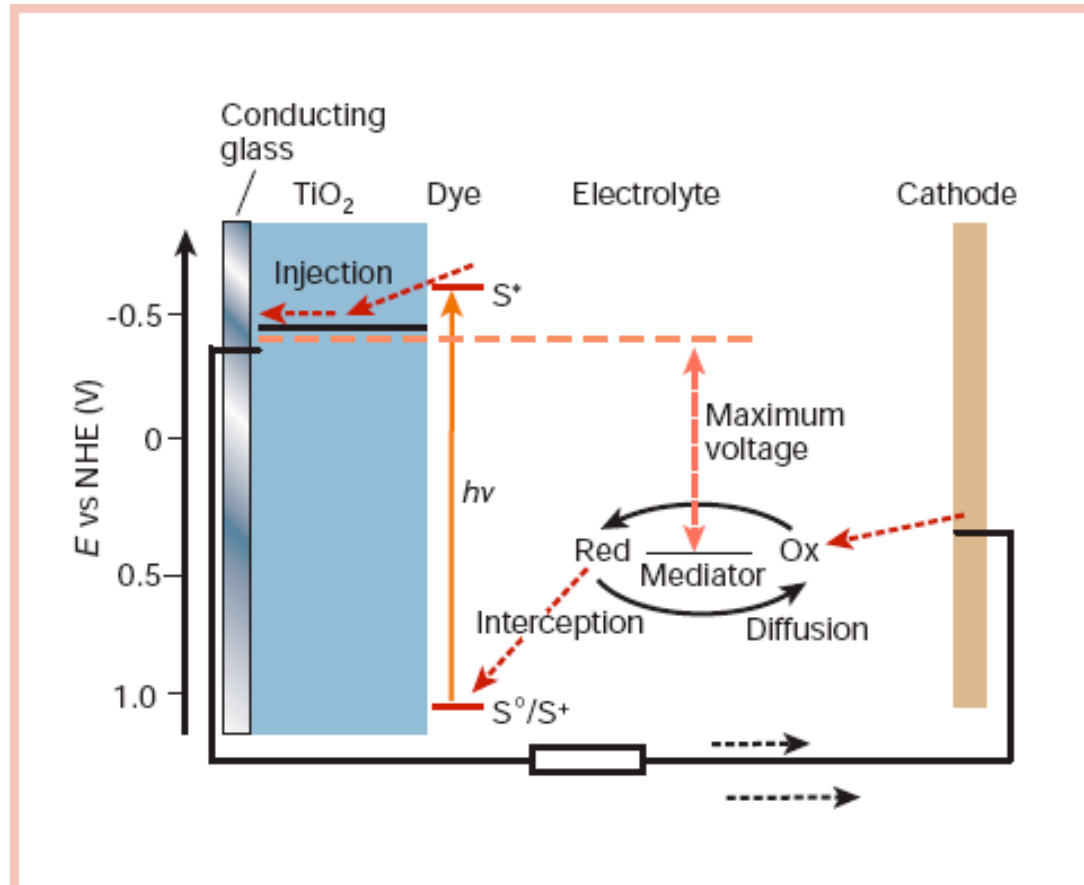 Conducting
glass
TiO₂ Dye Electrolyte Cathode
Injection
S*
-0.5
Maximum
voltage
0
E vs NHE (V)
hν
Red Ox
Mediator
0.5
Interception Diffusion
1.0
S°/S⁺